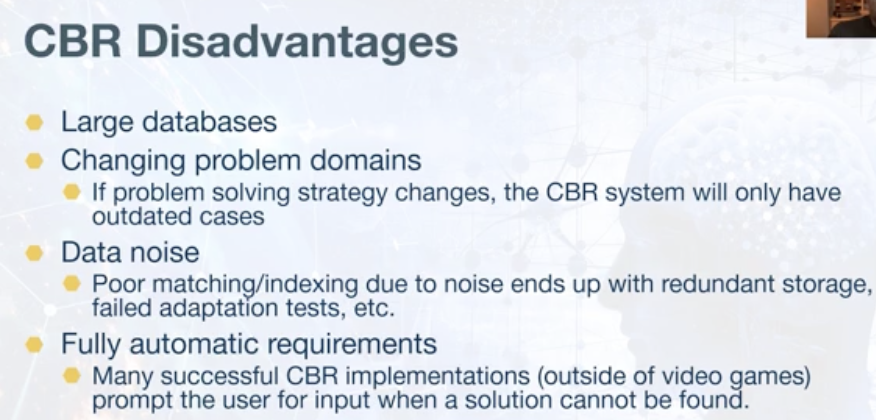 CBR Disadvantages
Large databases
Changing problem domains
If problem solving strategy changes, the CBR system will only have
outdated cases
Data noise
Poor matching/indexing due to noise ends up with redundant storage,
failed adaptation tests, etc.
Fully automatic requirements
Many successful CBR implementations (outside of video games)
prompt the user for input when a solution cannot be found.